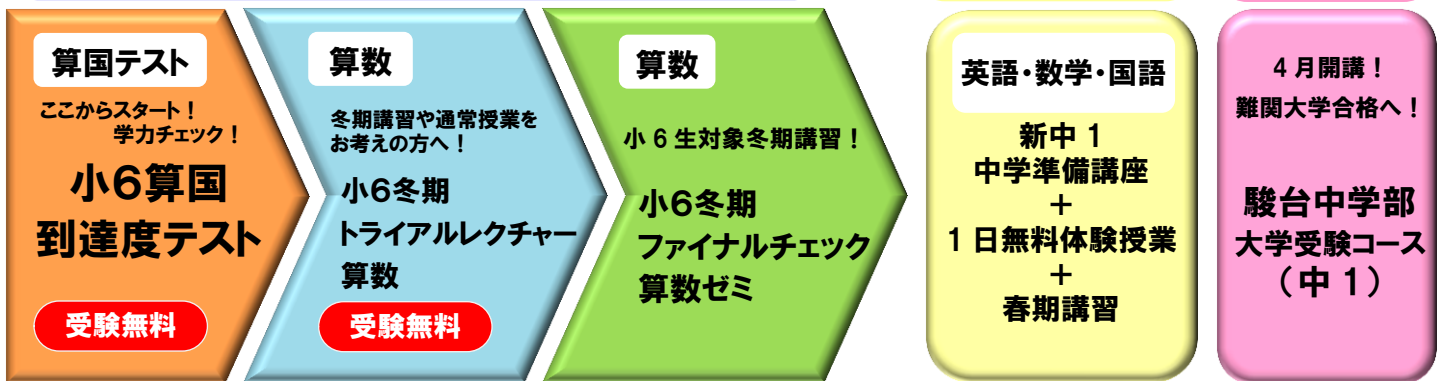 算国テスト
ここからスタート!
学力チェック!
小6算国
到達度テスト
受験無料
算数
冬期講習や通常授業を
お考えの方へ!
小6冬期
トライアルレクチャー
算数
受験無料
算数
小6生対象冬期講習!
小6冬期
ファイナルチェック
算数ゼミ
英語・数学・国語
新中1
中学準備講座
+
1日無料体験授業
+
春期講習
4月開講!
難関大学合格へ!
駿台中学部
大学受験コース
(中1)